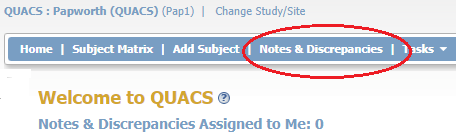 QUACS : Papworth (QUACS) (Pap1) | Change Study/Site
Home | Subject Matrix | Add Subject | Notes & Discrepancies | Tasks
Welcome to QUACS ?
Notes & Discrepancies Assigned to Me: 0